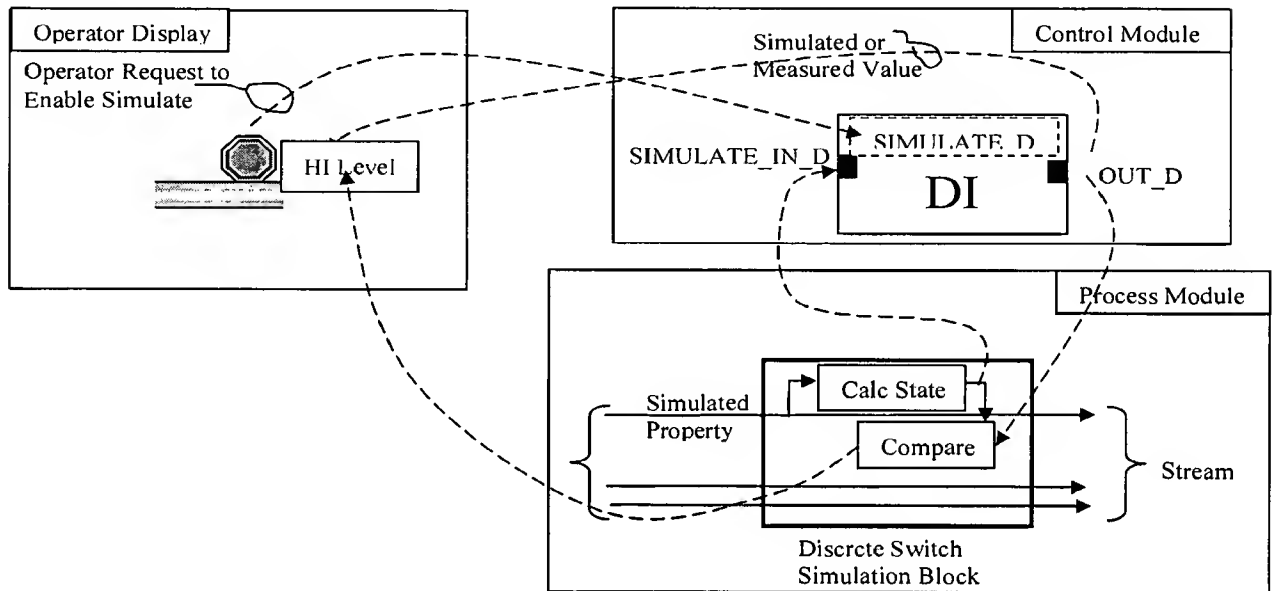 Operator Display
Operator Request to
Enable Simulate
HI Level
Control Module
Simulated or
Measured Value
SIMULATE_D
SIMULATE_IN_D
DI
OUT_D
Process Module
Calc State
Simulated
Property
Compare
Stream
Discrete Switch
Simulation Block